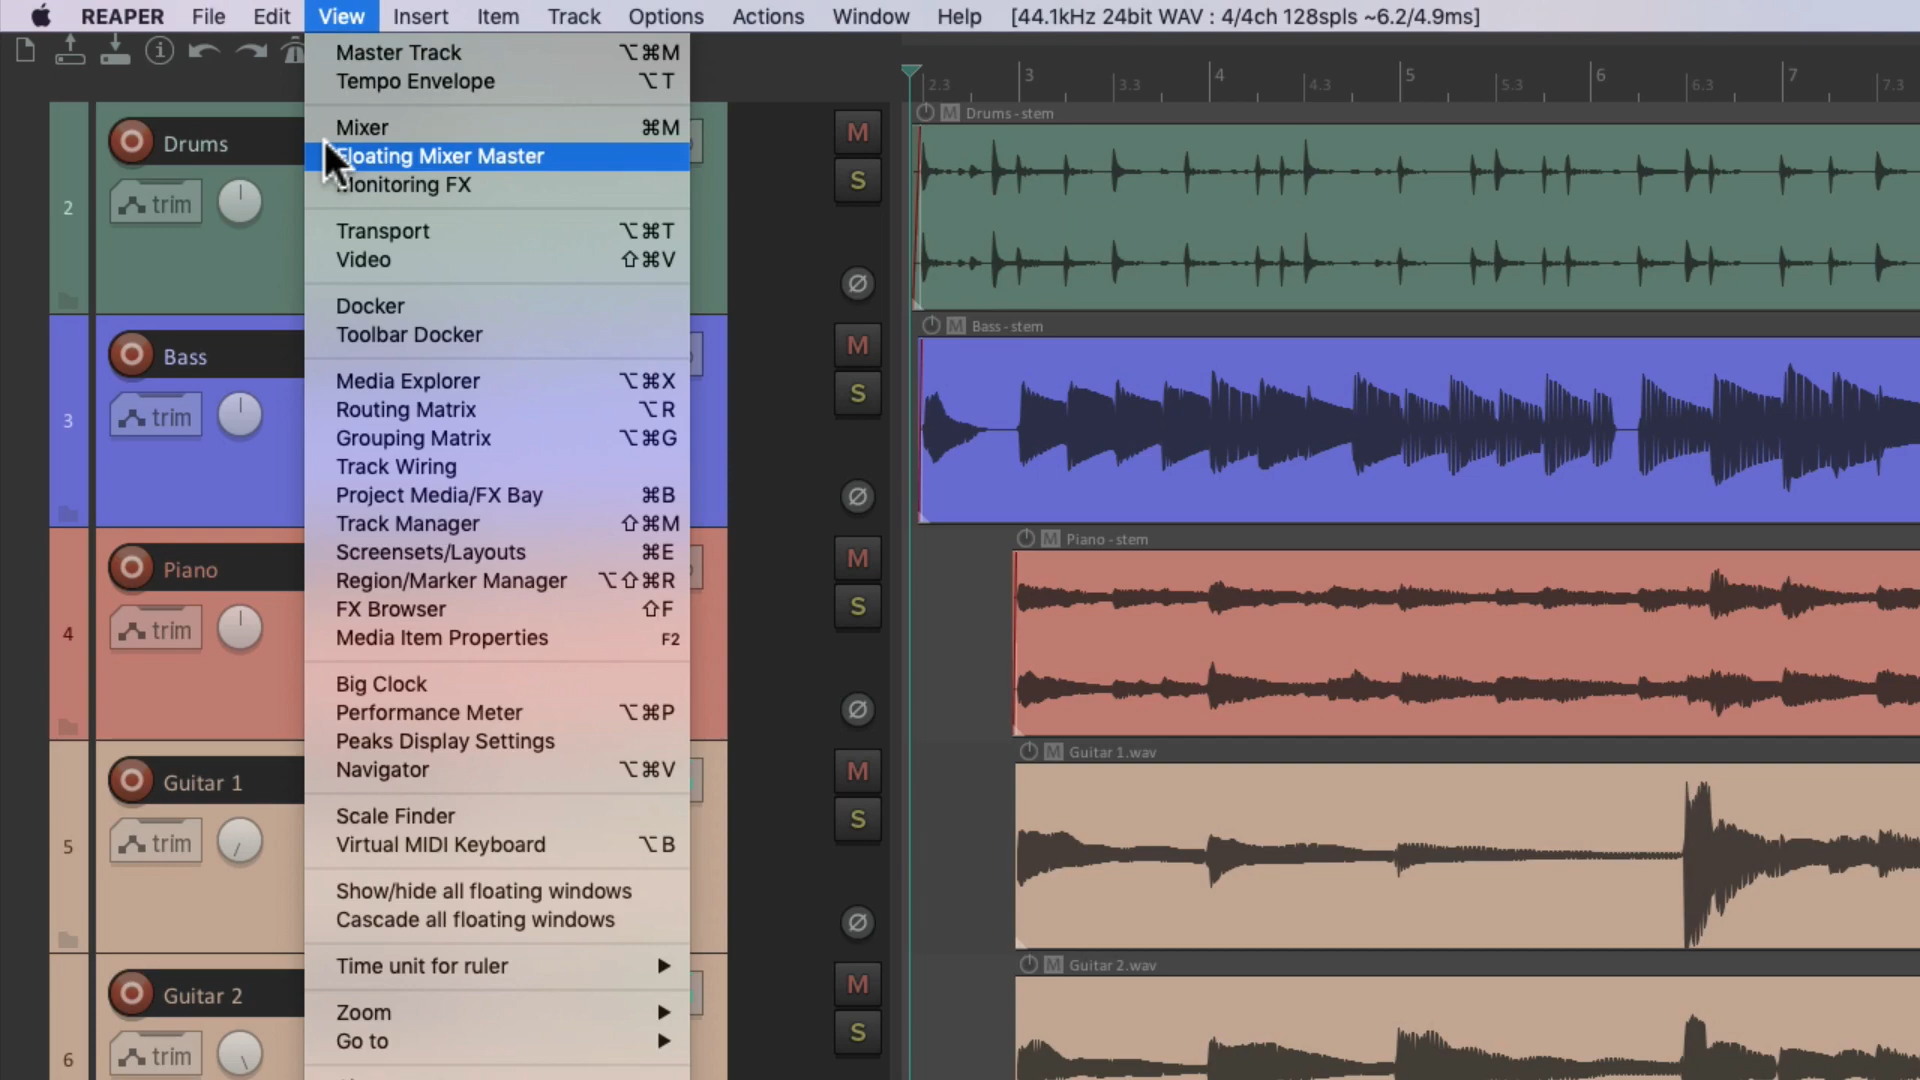 REAPER File Edit View Insert Item Track Options Actions Window Help [44.1kHz 24bit WAV : 4/4ch 128spls ~6.2/4.9ms]
Master Track ⌥⌘M
Tempo Envelope ⌥T
Mixer ⌘M
Floating Mixer Master
Monitoring FX
Transport ⌥⌘T
Video ⇧⌘V
Docker
Toolbar Docker
Media Explorer ⌥⌘X
Routing Matrix ⌥R
Grouping Matrix ⌥⌘G
Track Wiring
Project Media/FX Bay ⌘B
Track Manager ⇧⌘M
Screensets/Layouts ⌘E
Region/Marker Manager ⌥⇧⌘R
FX Browser ⇧F
Media Item Properties F2
Big Clock
Performance Meter ⌥⌘P
Peaks Display Settings
Navigator ⌥⌘V
Scale Finder
Virtual MIDI Keyboard ⌥B
Show/hide all floating windows
Cascade all floating windows
Time unit for ruler
Zoom
Go to
2 Drums
trim
3 Bass
trim
4 Piano
trim
5 Guitar 1
trim
6 Guitar 2
trim
M
S
Ø
M
S
Ø
M
S
Ø
M
S
Ø
M
S
3 4 5 6 7
2.3 3.3 4.3 5.3 6.3 7.3
M Drums - stem
M Bass - stem
M Piano - stem
M Guitar 1.wav
M Guitar 2.wav